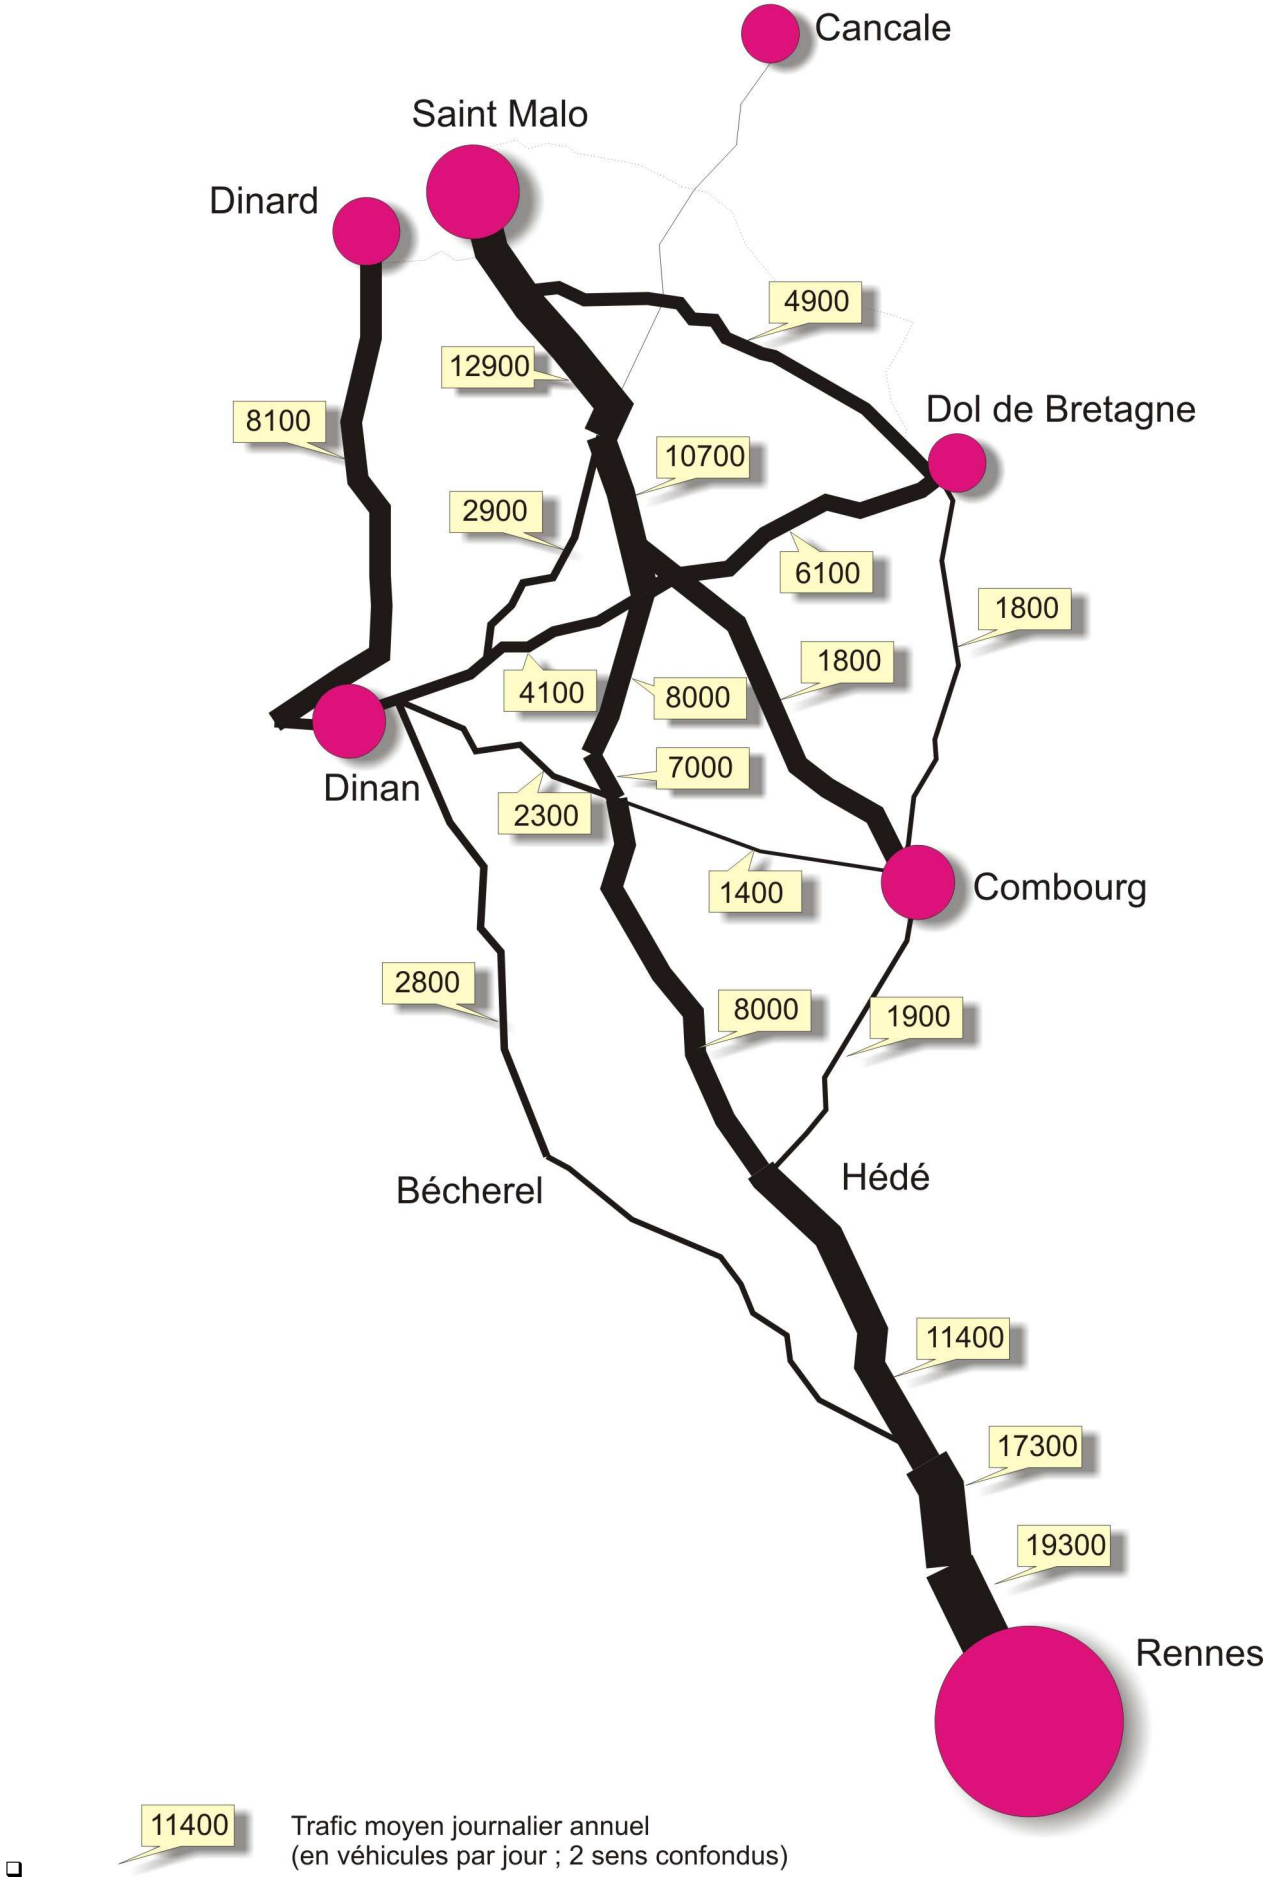 Cancale
Saint Malo
Dinard
4900
12900
8100
Dol de Bretagne
10700
2900
6100
1800
1800
4100
8000
7000
Dinan
2300
1400
Combourg
2800
8000
1900
Hédé
Bécherel
11400
17300
19300
Rennes
11400
Trafic moyen journalier annuel
(en véhicules par jour ; 2 sens confondus)